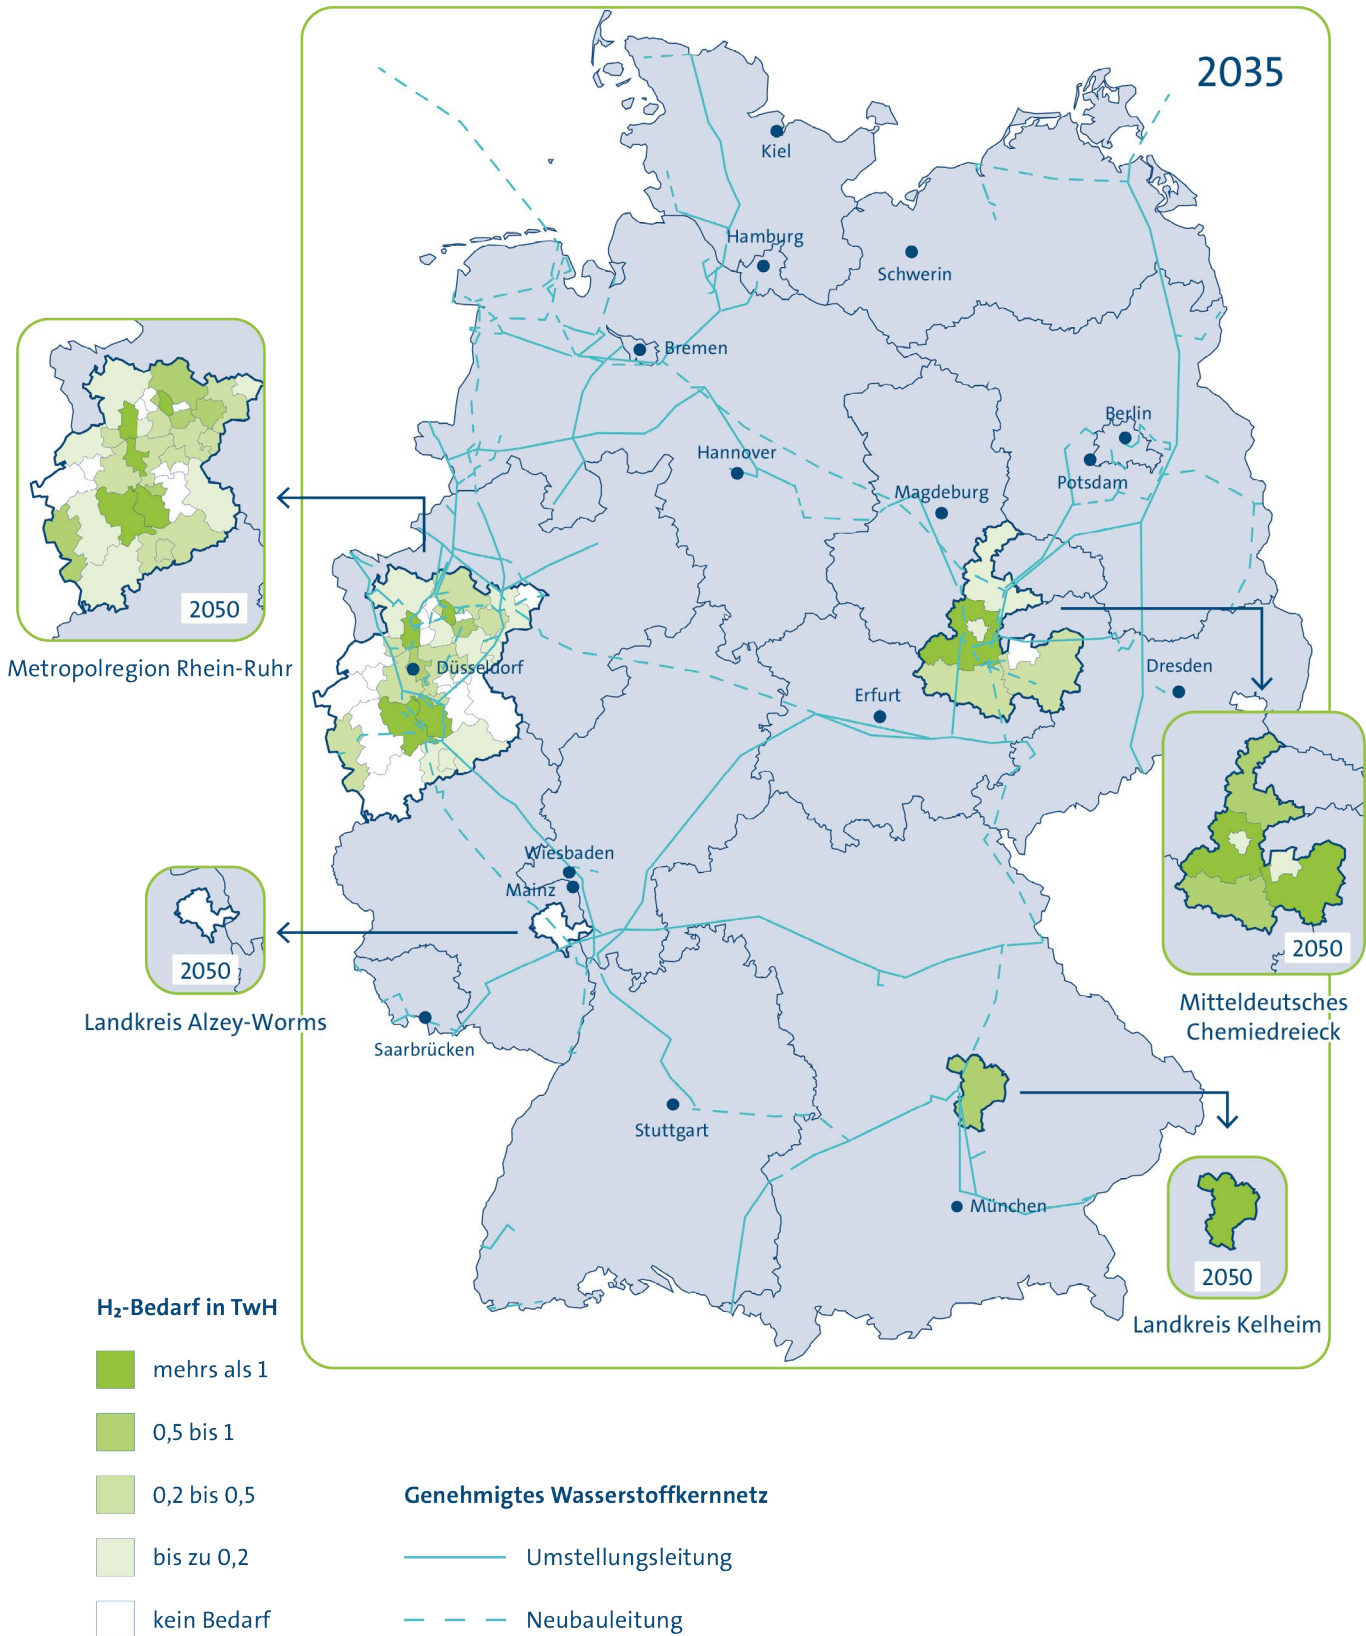 2035
Kiel
Hamburg
Schwerin
Bremen
Berlin
Hannover
Potsdam
Magdeburg
2050
Metropolregion Rhein-Ruhr
Düsseldorf
Dresden
Erfurt
Wiesbaden
Mainz
2050
Landkreis Alzey-Worms
2050
Mitteldeutsches
Chemiedreieck
Saarbrücken
Stuttgart
München
2050
Landkreis Kelheim
H₂-Bedarf in TwH
mehrs als 1
0,5 bis 1
0,2 bis 0,5
bis zu 0,2
kein Bedarf
Genehmigtes Wasserstoffkernnetz
Umstellungsleitung
Neubauleitung